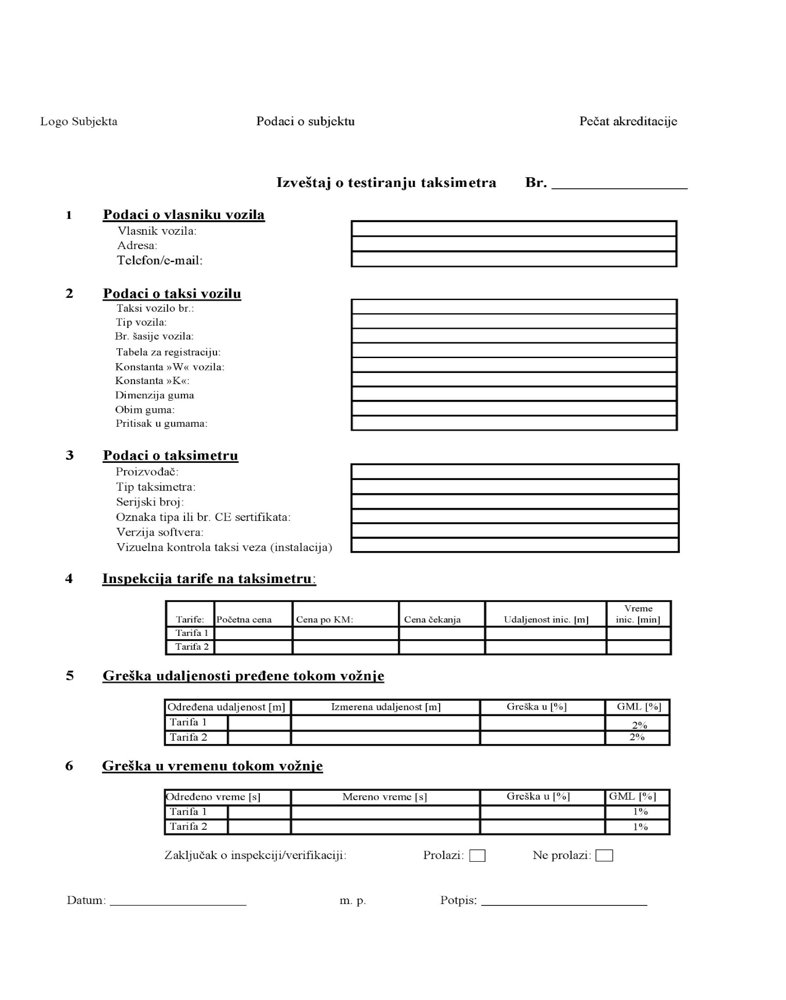 Logo Subjekta Podaci o subjektu Pečat akreditacije
Izveštaj o testiranju taksimetra Br. ____________________
1 Podaci o vlasniku vozila
Vlasnik vozila:
Adresa:
Telefon/e-mail:
2 Podaci o taksi vozilu
Taksi vozilo br.:
Tip vozila:
Br. šasije vozila:
Tabela za registraciju:
Konstanta »W« vozila:
Konstanta »K«:
Dimenzija guma
Obim guma:
Pritisak u gumama:
3 Podaci o taksimetru
Proizvođač:
Tip taksimetra:
Serijski broj:
Oznaka tipa ili br. CE sertifikata:
Verzija softvera:
Vizuelna kontrola taksi veza (instalacija)
4 Inspekcija tarife na taksimetru:
Vreme
Tarife: Početna cena Cena po KM: Cena čekanja Udaljenost inic. [m] inic. [min]
Tarifa 1
Tarifa 2
5 Greška udaljenosti pređene tokom vožnje
Određena udaljenost [m] Izmerena udaljenost [m] Greška u [%] GML [%]
Tarifa 1 2%
Tarifa 2 2%
6 Greška u vremenu tokom vožnje
Određeno vreme [s] Mereno vreme [s] Greška u [%] GML [%]
Tarifa 1 1%
Tarifa 2 1%
Zaključak o inspekciji/verifikaciji: Prolazi: Ne prolazi:
Datum: ____________________ m. p. Potpis: ____________________